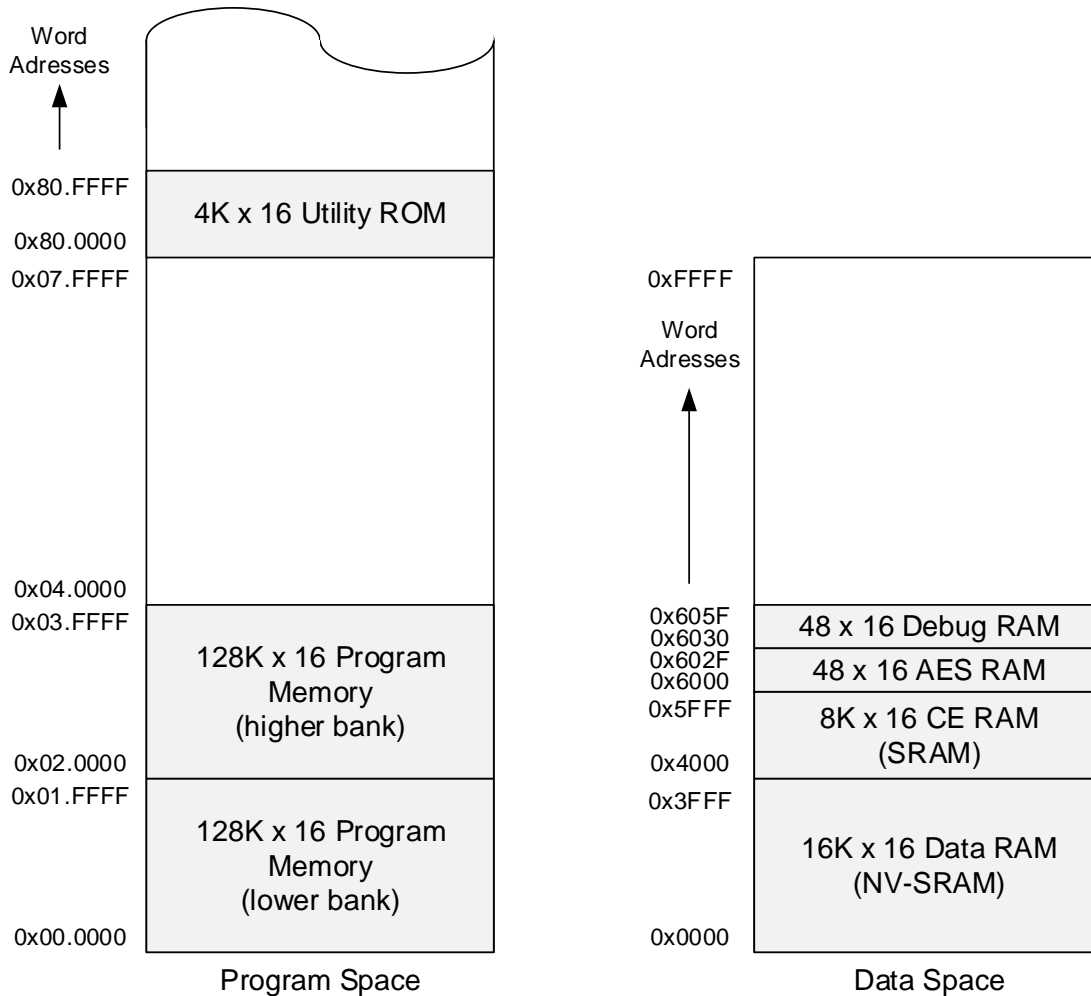 Word
Adresses
0x80.FFFF
4K x 16 Utility ROM
0x80.0000
0x07.FFFF
0x04.0000
0x03.FFFF
128K x 16 Program
Memory
(higher bank)
0x02.0000
0x01.FFFF
128K x 16 Program
Memory
(lower bank)
0x00.0000
Program Space
0xFFFF
Word
Adresses
0x605F
48 x 16 Debug RAM
0x6030
0x602F
48 x 16 AES RAM
0x6000
0x5FFF
8K x 16 CE RAM
(SRAM)
0x4000
0x3FFF
16K x 16 Data RAM
(NV-SRAM)
0x0000
Data Space